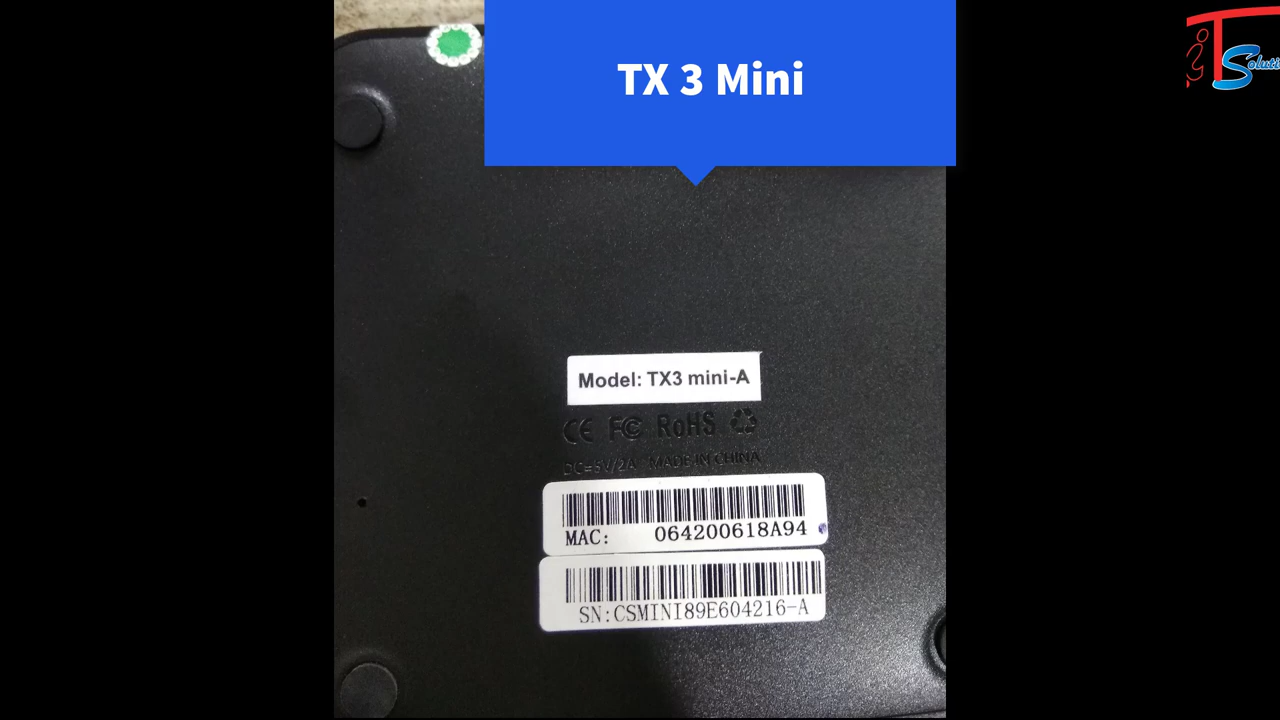 TX 3 Mini
T Soluti
Model: TX3 mini-A
CE FC RoHS
DC=5V/2A MADE IN CHINA
MAC: 064200618A94
SN:CSMINI89E604216-A